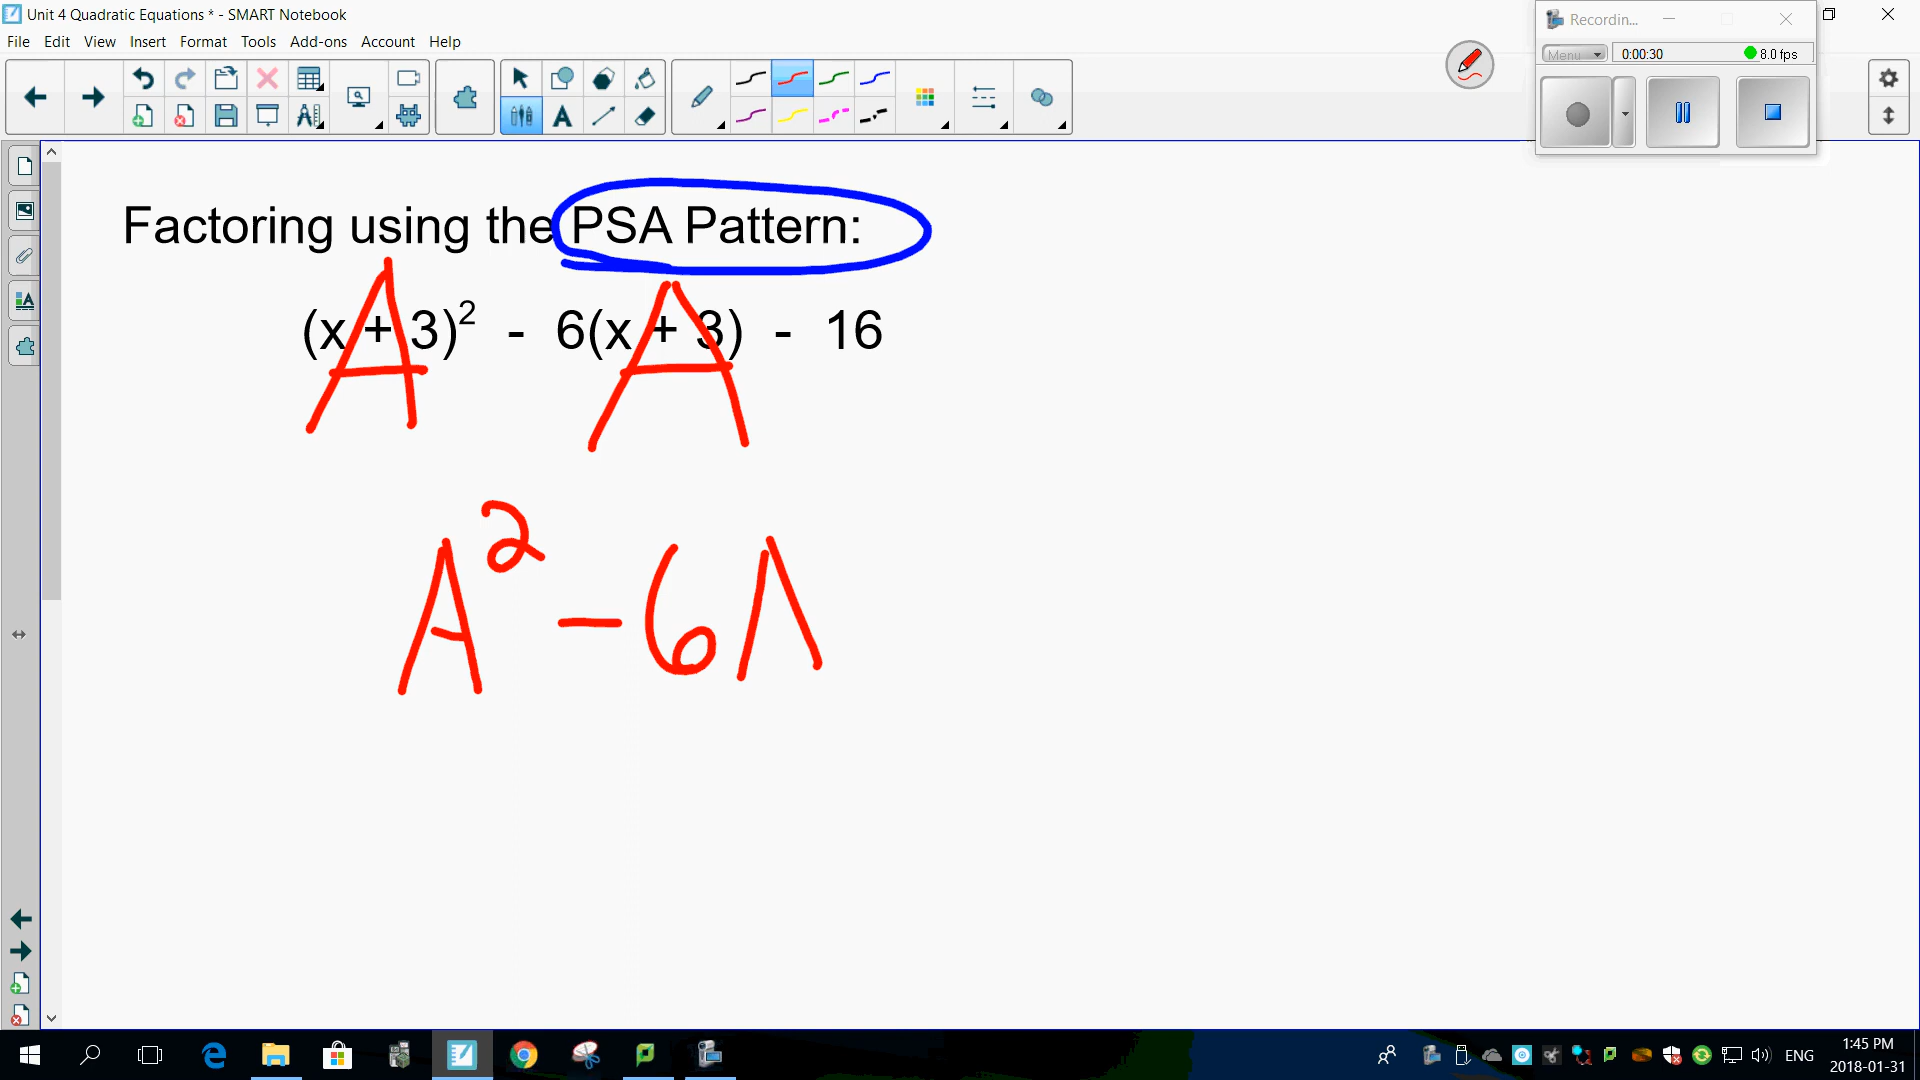 Unit 4 Quadratic Equations * - SMART Notebook
Recordin...
File Edit View Insert Format Tools Add-ons Account Help
Menu 0:00:30 8.0 fps
Factoring using the PSA Pattern:
A A
(x + 3)² - 6(x + 3) - 16
A² - 6Λ
ENG
1:45 PM
2018-01-31